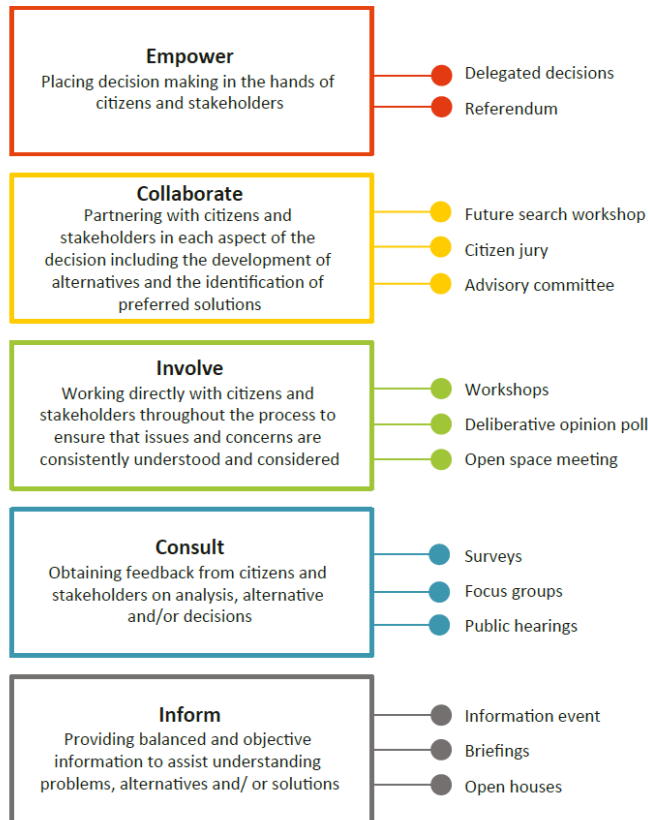 Empower
Placing decision making in the hands of
citizens and stakeholders
Delegated decisions
Referendum
Collaborate
Partnering with citizens and
stakeholders in each aspect of the
decision including the development of
alternatives and the identification of
preferred solutions
Future search workshop
Citizen jury
Advisory committee
Involve
Working directly with citizens and
stakeholders throughout the process to
ensure that issues and concerns are
consistently understood and considered
Workshops
Deliberative opinion poll
Open space meeting
Consult
Obtaining feedback from citizens and
stakeholders on analysis, alternative
and/or decisions
Surveys
Focus groups
Public hearings
Inform
Providing balanced and objective
information to assist understanding
problems, alternatives and/ or solutions
Information event
Briefings
Open houses